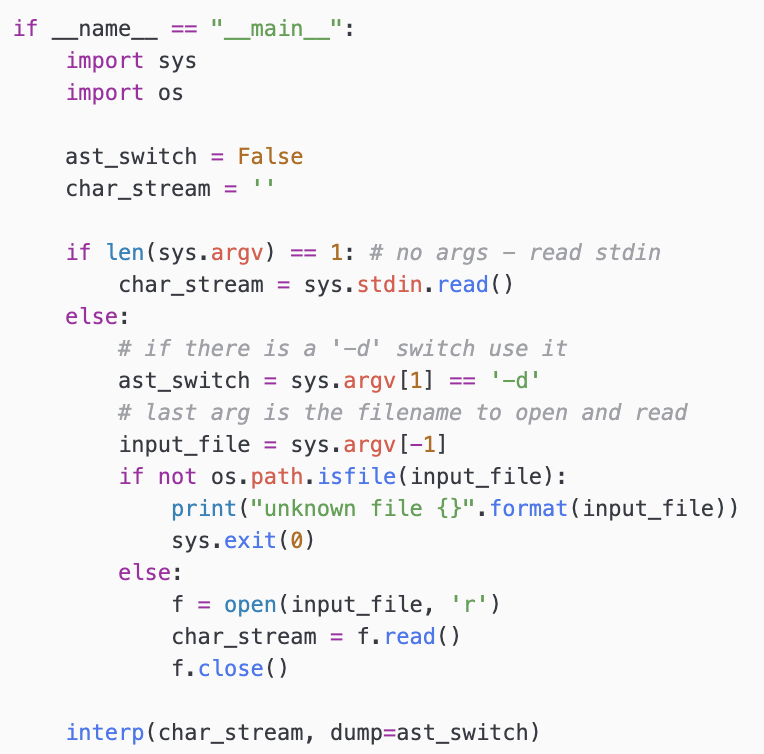 if __name__ == "__main__":
    import sys
    import os

    ast_switch = False
    char_stream = ''

    if len(sys.argv) == 1: # no args - read stdin
        char_stream = sys.stdin.read()
    else:
        # if there is a '-d' switch use it
        ast_switch = sys.argv[1] == '-d'
        # last arg is the filename to open and read
        input_file = sys.argv[-1]
        if not os.path.isfile(input_file):
            print("unknown file {}".format(input_file))
            sys.exit(0)
        else:
            f = open(input_file, 'r')
            char_stream = f.read()
            f.close()

    interp(char_stream, dump=ast_switch)